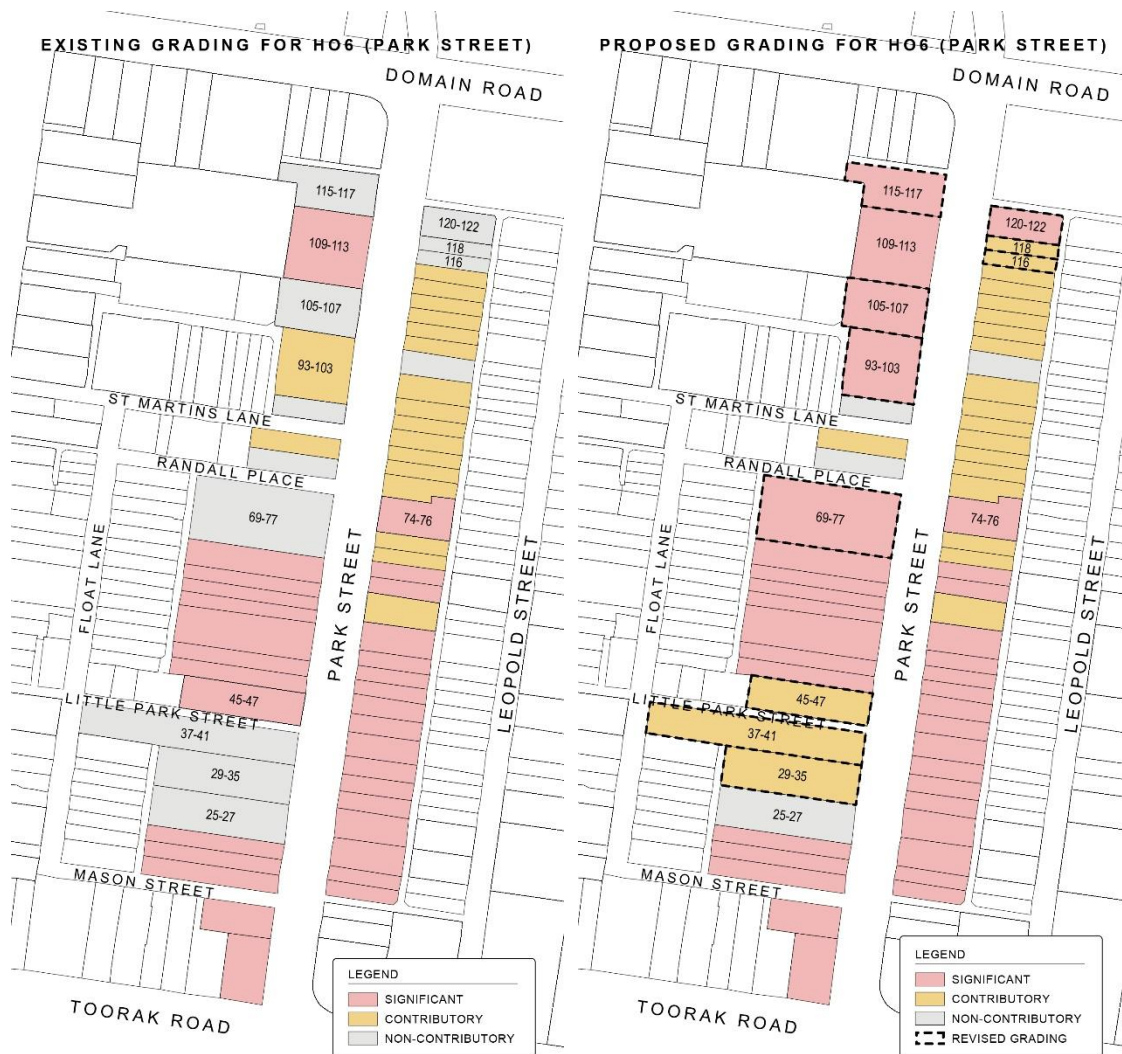 EXISTING GRADING FOR HO6 (PARK STREET)
DOMAIN ROAD
115-117
120-122
118
116
109-113
105-107
93-103
ST MARTINS LANE
RANDALL PLACE
69-77
74-76
FLOAT LANE
PARK STREET
LEOPOLD STREET
45-47
LITTLE PARK STREET
37-41
29-35
25-27
MASON STREET
TOORAK ROAD
LEGEND
SIGNIFICANT
CONTRIBUTORY
NON-CONTRIBUTORY
PROPOSED GRADING FOR HO6 (PARK STREET)
DOMAIN ROAD
115-117
120-122
118
116
109-113
105-107
93-103
ST MARTINS LANE
RANDALL PLACE
69-77
74-76
FLOAT LANE
PARK STREET
LEOPOLD STREET
45-47
LITTLE PARK STREET
37-41
29-35
25-27
MASON STREET
TOORAK ROAD
LEGEND
SIGNIFICANT
CONTRIBUTORY
NON-CONTRIBUTORY
REVISED GRADING